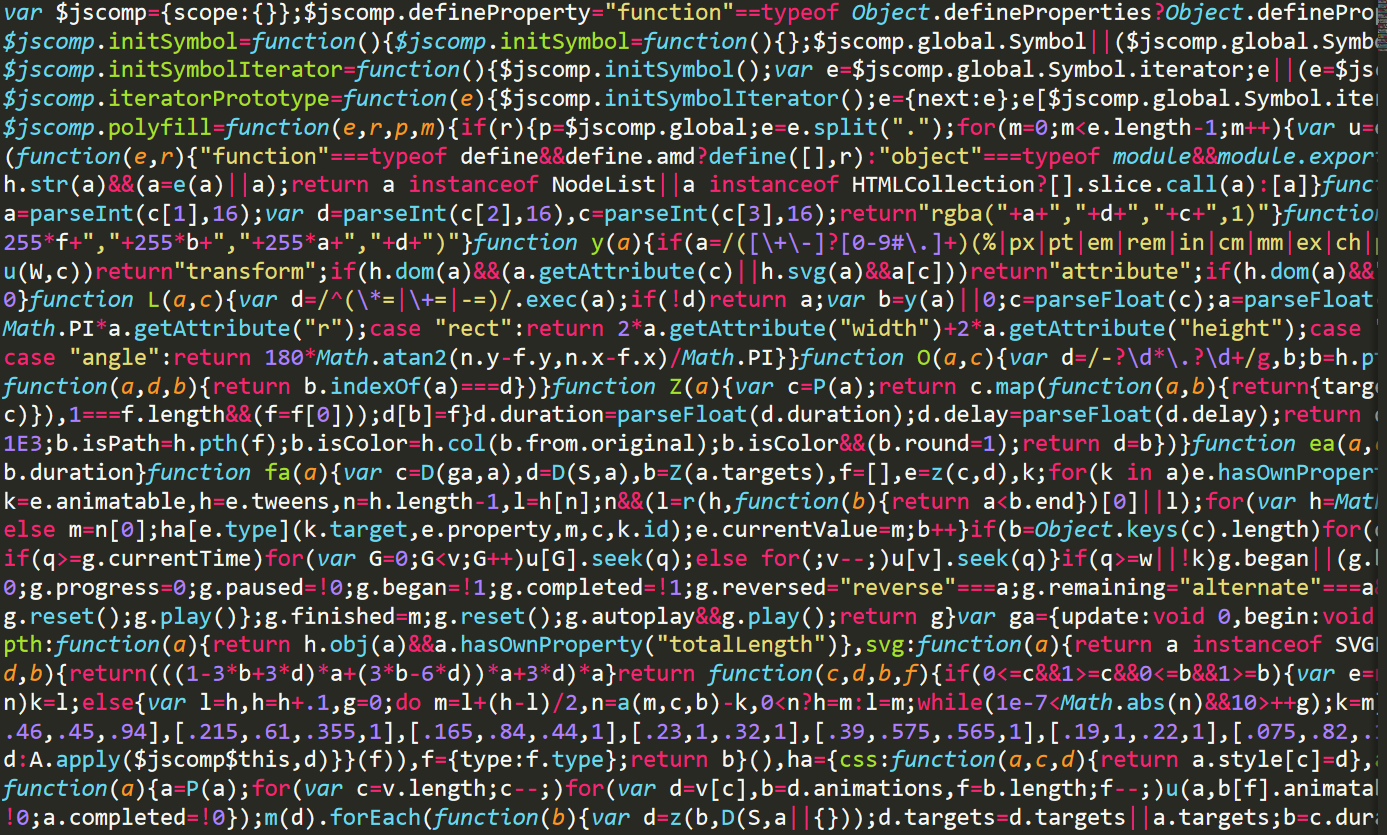 var $jscomp={scope:{}};$jscomp.defineProperty="function"==typeof Object.defineProperties?Object.definePro
$jscomp.initSymbol=function(){$jscomp.initSymbol=function(){};$jscomp.global.Symbol||($jscomp.global.Symb
$jscomp.initSymbolIterator=function(){$jscomp.initSymbol();var e=$jscomp.global.Symbol.iterator;e||(e=$js
$jscomp.iteratorPrototype=function(e){$jscomp.initSymbolIterator();e={next:e};e[$jscomp.global.Symbol.ite
$jscomp.polyfill=function(e,r,p,m){if(r){p=$jscomp.global;e=e.split(".");for(m=0;m<e.length-1;m++){var u=
(function(e,r){"function"===typeof define&&define.amd?define([],r):"object"===typeof module&&module.expor
h.str(a)&&(a=e(a)||a);return a instanceof NodeList||a instanceof HTMLCollection?[].slice.call(a):[a]}func
a=parseInt(c[1],16);var d=parseInt(c[2],16),c=parseInt(c[3],16);return"rgba("+a+","+d+","+c+",1)"}functio
255*f+","+255*b+","+255*a+","+d+")"}function y(a){if(a=/([\+\-]?[0-9#\.]+)(%|px|pt|em|rem|in|cm|mm|ex|ch|
u(W,c))return"transform";if(h.dom(a)&&(a.getAttribute(c)||h.svg(a)&&a[c]))return"attribute";if(h.dom(a)&&
0}function L(a,c){var d=/^(\*=|\+=|-=)/.exec(a);if(!d)return a;var b=y(a)||0;c=parseFloat(c);a=parseFloat
Math.PI*a.getAttribute("r");case "rect":return 2*a.getAttribute("width")+2*a.getAttribute("height");case
case "angle":return 180*Math.atan2(n.y-f.y,n.x-f.x)/Math.PI}}function O(a,c){var d=/-?\d*\.?\d+/g,b;b=h.p
function(a,d,b){return b.indexOf(a)===d})}function Z(a){var c=P(a);return c.map(function(a,b){return{targ
c)}),1===f.length&&(f=f[0]));d[b]=f}d.duration=parseFloat(d.duration);d.delay=parseFloat(d.delay);return
1E3;b.isPath=h.pth(f);b.isColor=h.col(b.from.original);b.isColor&&(b.round=1);return d=b})}function ea(a,
b.duration}function fa(a){var c=D(ga,a),d=D(S,a),b=Z(a.targets),f=[],e=z(c,d),k;for(k in a)e.hasOwnProper
k=e.animatable,h=e.tweens,n=h.length-1,l=h[n];n&&(l=r(h,function(b){return a<b.end})[0]||l);for(var h=Mat
else m=n[0];ha[e.type](k.target,e.property,m,c,k.id);e.currentValue=m;b++}if(b=Object.keys(c).length)for(
if(q>=g.currentTime)for(var G=0;G<v;G++)u[G].seek(q);else for(;v--;)u[v].seek(q)}if(q>=w||!k)g.began||(g.
0;g.progress=0;g.paused=!0;g.began=!1;g.completed=!1;g.reversed="reverse"===a;g.remaining="alternate"===a
g.reset();g.play()};g.finished=m;g.reset();g.autoplay&&g.play();return g}var ga={update:void 0,begin:void
pth:function(a){return h.obj(a)&&a.hasOwnProperty("totalLength")},svg:function(a){return a instanceof SVG
d,b){return(((1-3*b+3*d)*a+(3*b-6*d))*a+3*d)*a}return function(c,d,b,f){if(0<=c&&1>=c&&0<=b&&1>=b){var e=
n)k=l;else{var l=h,h=h+.1,g=0;do m=l+(h-l)/2,n=a(m,c,b)-k,0<n?h=m:l=m;while(1e-7<Math.abs(n)&&10>++g);k=m
.46,.45,.94],[.215,.61,.355,1],[.165,.84,.44,1],[.23,1,.32,1],[.39,.575,.565,1],[.19,1,.22,1],[.075,.82,.
d:A.apply($jscomp$this,d)}}(f)),f={type:f.type};return b}(),ha={css:function(a,c,d){return a.style[c]=d},
function(a){a=P(a);for(var c=v.length;c--;)for(var d=v[c],b=d.animations,f=b.length;f--;)u(a,b[f].animata
!0;a.completed=!0});m(d).forEach(function(b){var d=z(b,D(S,a||{}));d.targets=d.targets||a.targets;b=c.dur